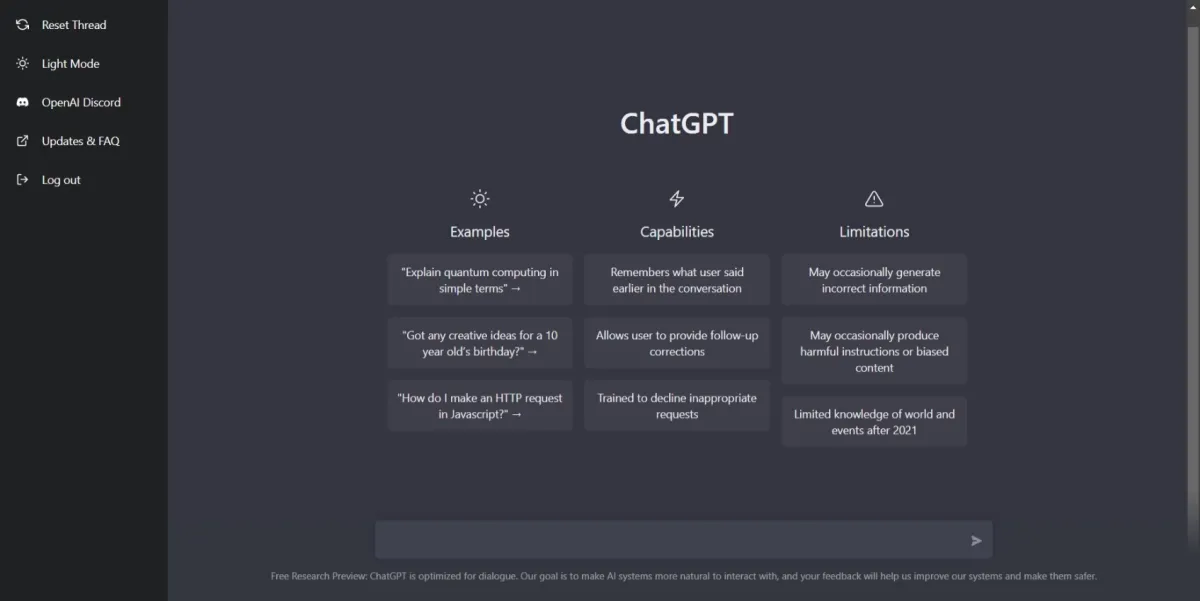 Reset Thread
Light Mode
OpenAI Discord
Updates & FAQ
Log out
ChatGPT
Examples
"Explain quantum computing in
simple terms" →
"Got any creative ideas for a 10
year old's birthday?" →
"How do I make an HTTP request
in Javascript?" →
Capabilities
Remembers what user said
earlier in the conversation
Allows user to provide follow-up
corrections
Trained to decline inappropriate
requests
Limitations
May occasionally generate
incorrect information
May occasionally produce
harmful instructions or biased
content
Limited knowledge of world and
events after 2021
Free Research Preview: ChatGPT is optimized for dialogue. Our goal is to make AI systems more natural to interact with, and your feedback will help us improve our systems and make them safer.